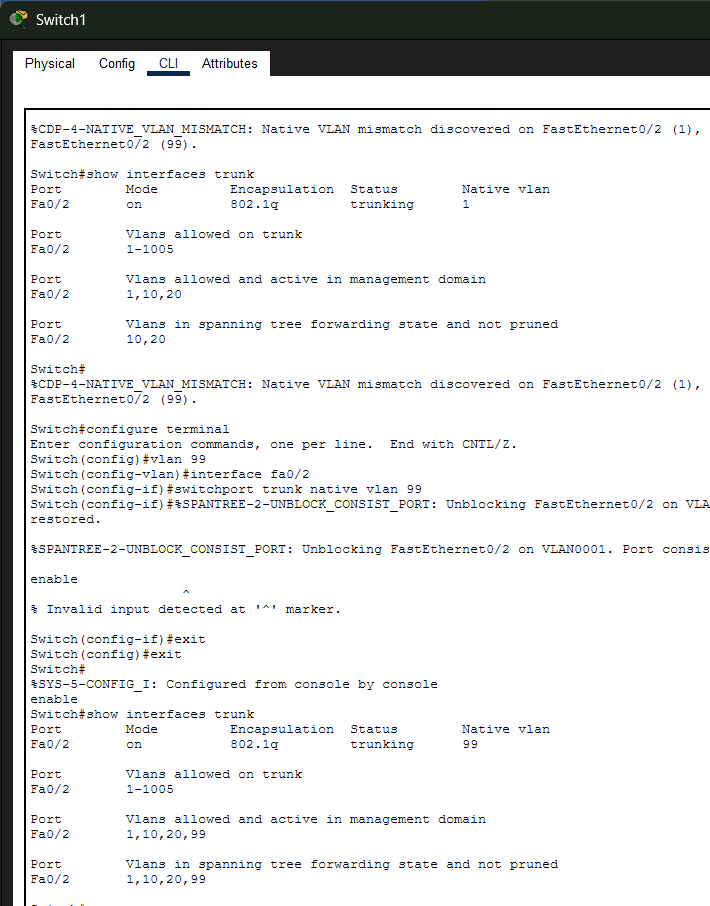 Switch1
Physical Config CLI Attributes
%CDP-4-NATIVE_VLAN_MISMATCH: Native VLAN mismatch discovered on FastEthernet0/2 (1),
FastEthernet0/2 (99).
Switch#show interfaces trunk
Port        Mode         Encapsulation  Status        Native vlan
Fa0/2       on           802.1q         trunking      1
Port        Vlans allowed on trunk
Fa0/2       1-1005
Port        Vlans allowed and active in management domain
Fa0/2       1,10,20
Port        Vlans in spanning tree forwarding state and not pruned
Fa0/2       10,20
Switch#
%CDP-4-NATIVE_VLAN_MISMATCH: Native VLAN mismatch discovered on FastEthernet0/2 (1),
FastEthernet0/2 (99).
Switch#configure terminal
Enter configuration commands, one per line.  End with CNTL/Z.
Switch(config)#vlan 99
Switch(config-vlan)#interface fa0/2
Switch(config-if)#switchport trunk native vlan 99
Switch(config-if)#%SPANTREE-2-UNBLOCK_CONSIST_PORT: Unblocking FastEthernet0/2 on VLA
restored.
%SPANTREE-2-UNBLOCK_CONSIST_PORT: Unblocking FastEthernet0/2 on VLAN0001. Port consis
enable
^
% Invalid input detected at '^' marker.
Switch(config-if)#exit
Switch(config)#exit
Switch#
%SYS-5-CONFIG_I: Configured from console by console
enable
Switch#show interfaces trunk
Port        Mode         Encapsulation  Status        Native vlan
Fa0/2       on           802.1q         trunking      99
Port        Vlans allowed on trunk
Fa0/2       1-1005
Port        Vlans allowed and active in management domain
Fa0/2       1,10,20,99
Port        Vlans in spanning tree forwarding state and not pruned
Fa0/2       1,10,20,99